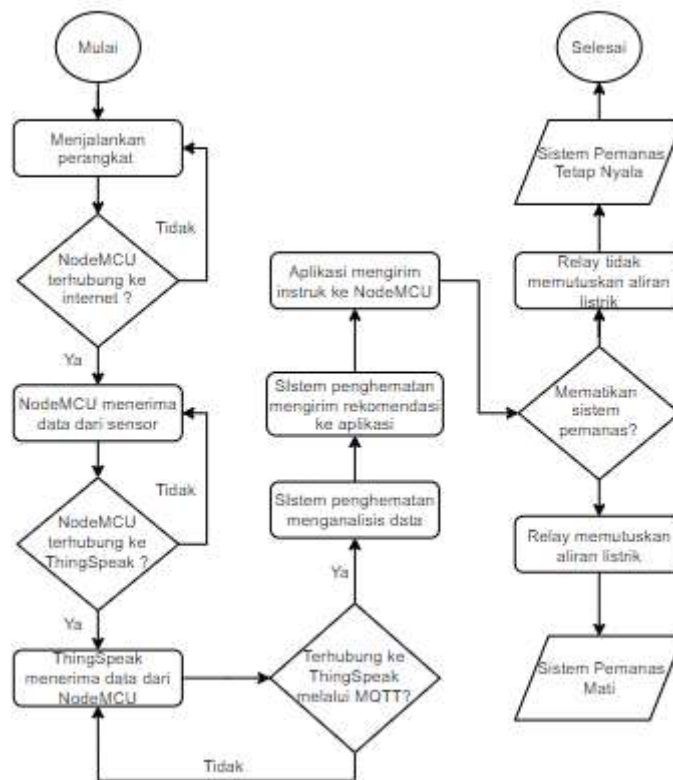 Mulai
Menjalankan
perangkat
Tidak
NodeMCU
terhubung ke
internet ?
Ya
NodeMCU menerima
data dari sensor
Tidak
NodeMCU
terhubung ke
ThingSpeak ?
Ya
ThingSpeak
menerima data dari
NodeMCU
Terhubung ke
ThingSpeak
melalui MQTT?
Tidak
Ya
SIstem penghematan
menganalisis data
SIstem penghematan
mengirim rekomendasi
ke aplikasi
Aplikasi mengirim
instruk ke NodeMCU
Mematikan
sistem
pemanas?
Relay tidak
memutuskan aliran
listrik
Sistem Pemanas
Tetap Nyala
Selesai
Relay memutuskan
aliran listrik
Sistem Pemanas
Mati